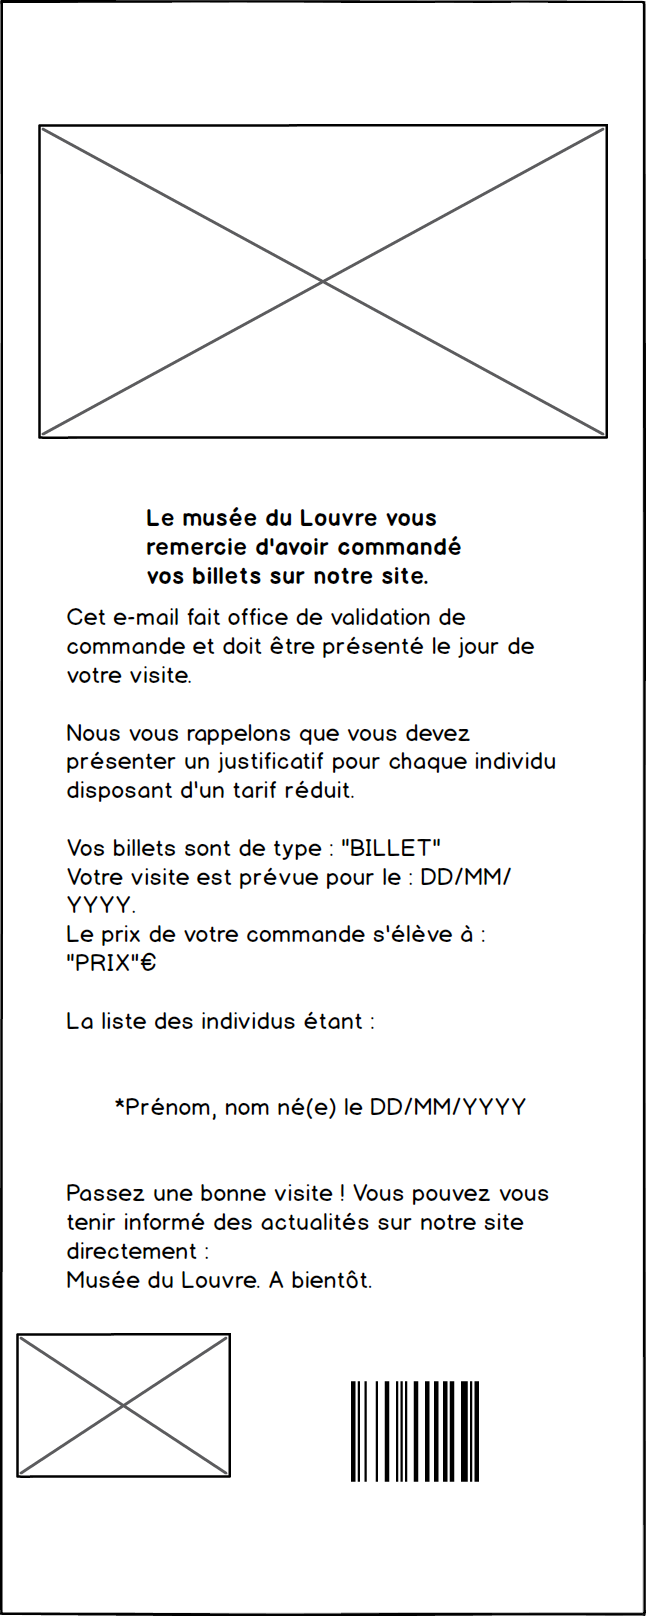 Le musée du Louvre vous
remercie d'avoir commandé
vos billets sur notre site.
Cet e-mail fait office de validation de
commande et doit être présenté le jour de
votre visite.
Nous vous rappelons que vous devez
présenter un justificatif pour chaque individu
disposant d'un tarif réduit.
Vos billets sont de type : "BILLET"
Votre visite est prévue pour le : DD/MM/
YYYY.
Le prix de votre commande s'élève à :
"PRIX"€
La liste des individus étant :
*Prénom, nom né(e) le DD/MM/YYYY
Passez une bonne visite ! Vous pouvez vous
tenir informé des actualités sur notre site
directement :
Musée du Louvre. A bientôt.